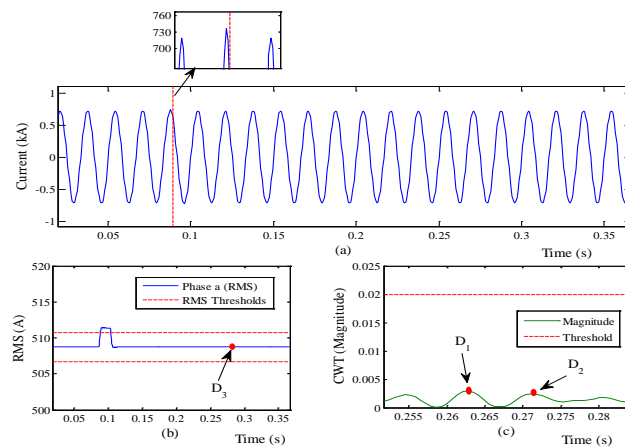 760
730
700
1
0.5
0
-0.5
-1
Current (kA)
0.05
0.1
0.15
0.2
0.25
0.3
0.35
(a)
Time (s)
520
515
510
505
500
RMS (A)
Phase a (RMS)
RMS Thresholds
D3
0
0.05
0.1
0.15
0.2
0.25
0.3
0.35
(b)
Time (s)
0.025
0.02
0.015
0.01
0.005
0
CWT (Magnitude)
Magnitude
Threshold
D1
D2
0.255
0.265
0.275
0.28
(c)
Time (s)